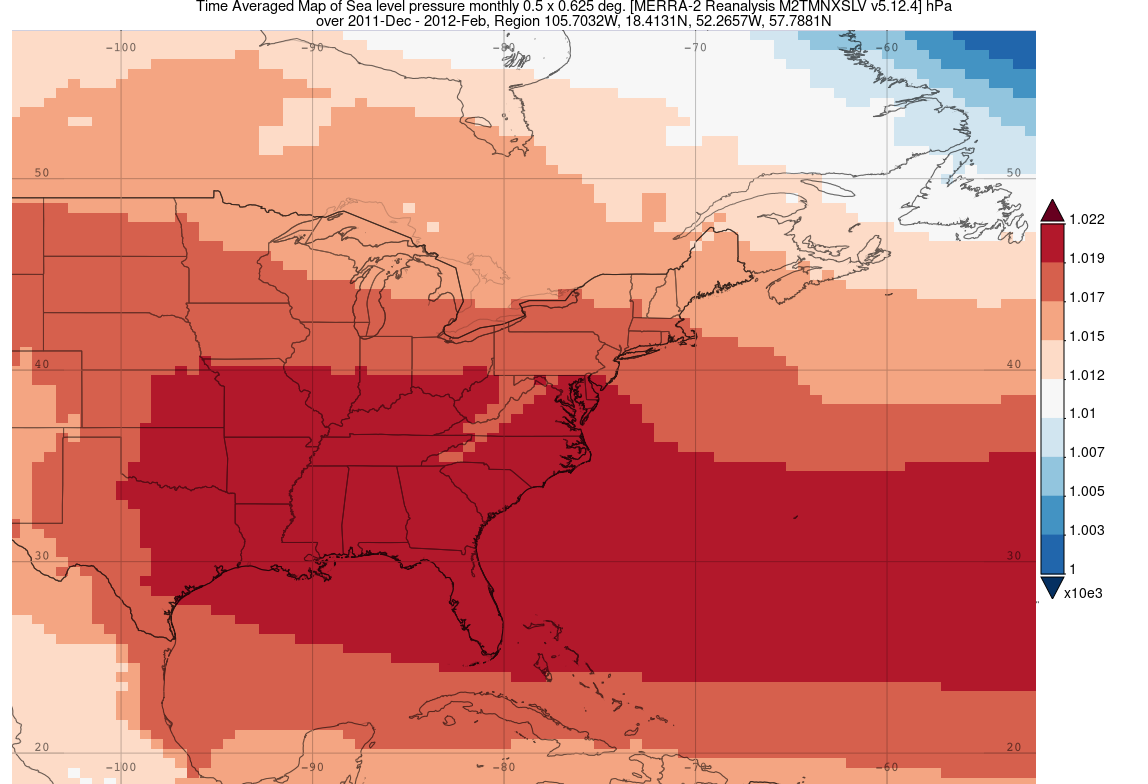 Time Averaged Map of Sea level pressure monthly 0.5 x 0.625 deg. [MERRA-2 Reanalysis M2TMNXSLV v5.12.4] hPa
over 2011-Dec - 2012-Feb, Region 105.7032W, 18.4131N, 52.2657W, 57.7881N
-100 -90 -80 -70 -60
50 50
40 40
30 30
20 20
-100 -90 -80 -70 -60
1.022
1.019
1.017
1.015
1.012
1.01
1.007
1.005
1.003
1
x10e3